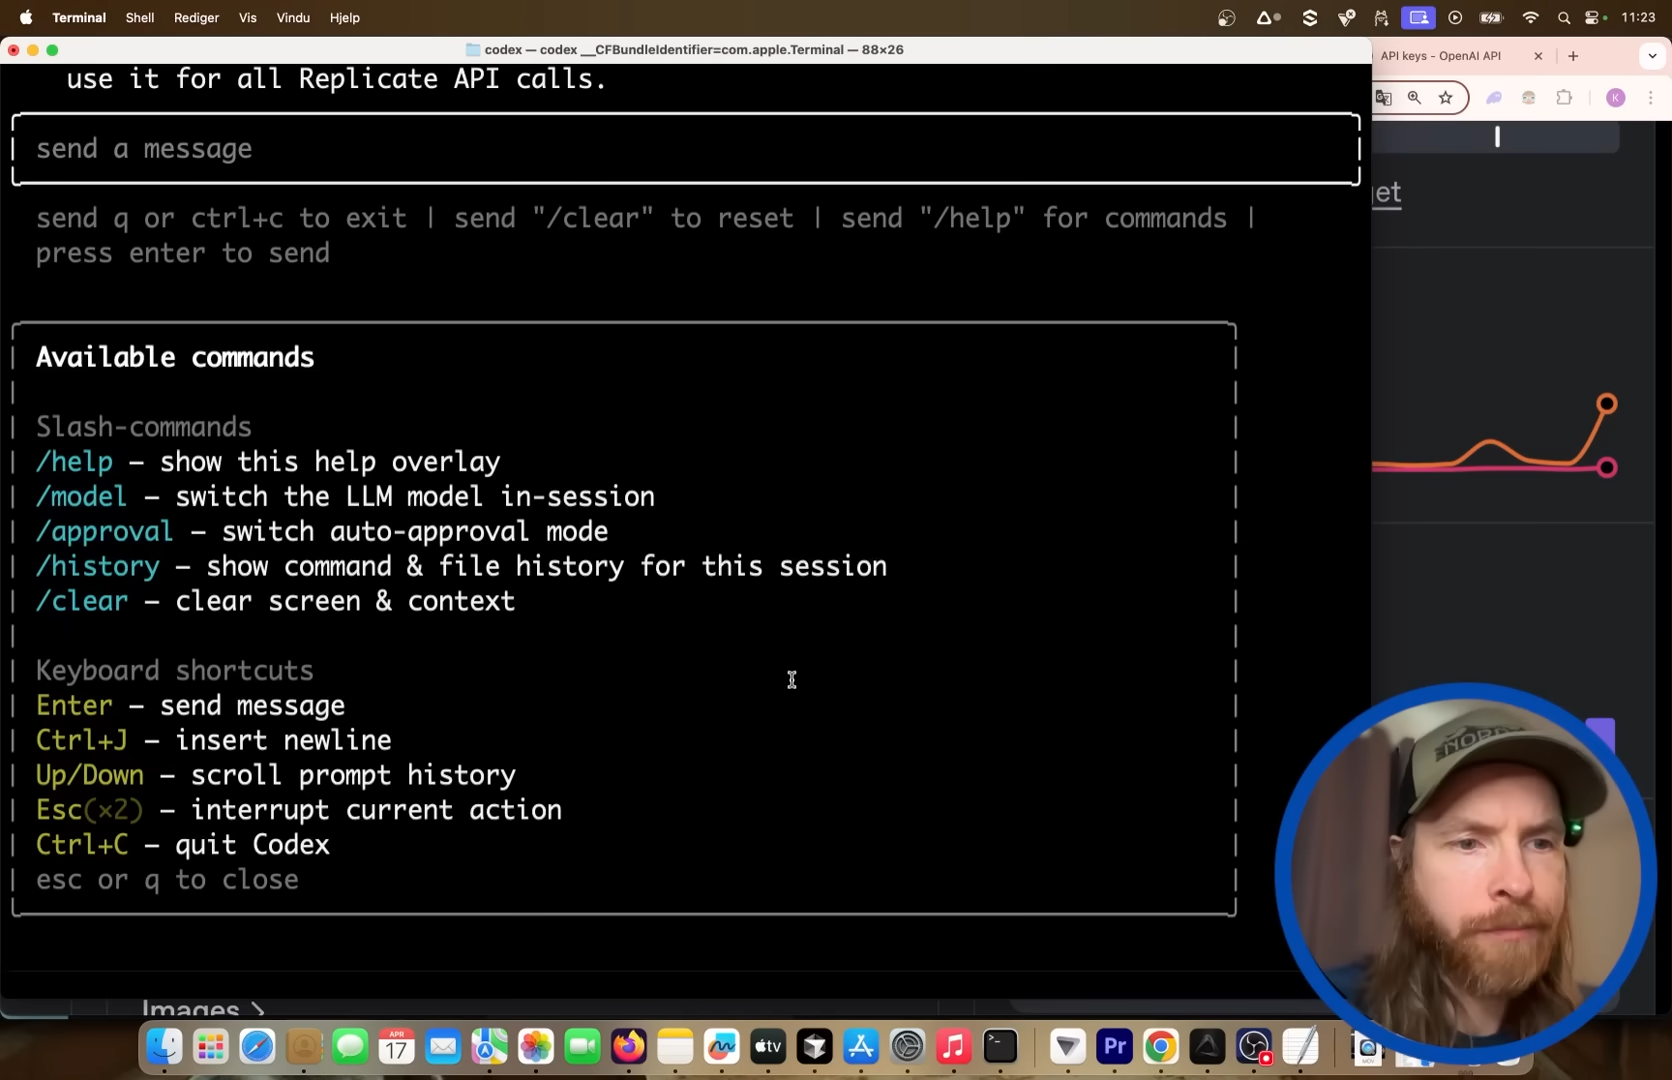 Terminal Shell Rediger Vis Vindu Hjelp 11:23
codex — codex __CFBundleIdentifier=com.apple.Terminal — 88×26
API keys - OpenAI API
K
use it for all Replicate API calls.
send a message
send q or ctrl+c to exit | send "/clear" to reset | send "/help" for commands |
press enter to send
get
Available commands
Slash-commands
/help – show this help overlay
/model – switch the LLM model in-session
/approval – switch auto-approval mode
/history – show command & file history for this session
/clear – clear screen & context
Keyboard shortcuts
Enter – send message
Ctrl+J – insert newline
Up/Down – scroll prompt history
Esc(×2) – interrupt current action
Ctrl+C – quit Codex
esc or q to close
Images >
APR
17
tv
Pr